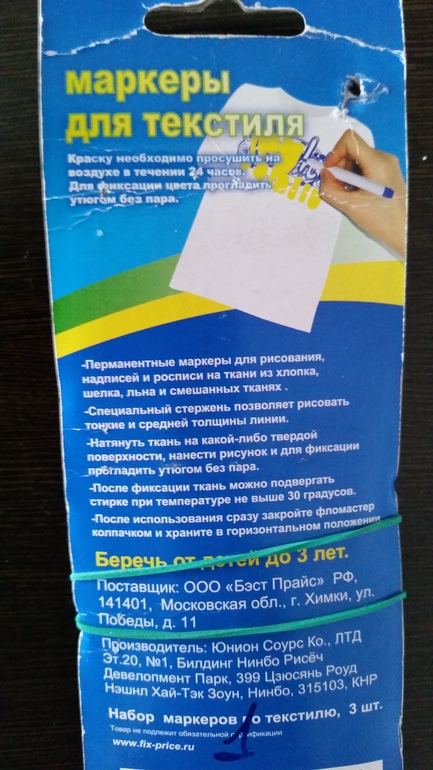 маркеры
для текстиля
Краску необходимо просушить на
воздухе в течении 24 часов.
Для фиксации цвета прогладить
утюгом без пара.
-Перманентные маркеры для рисования,
надписей и росписи на ткани из хлопка,
шелка, льна и смешанных тканях .
-Специальный стержень позволяет рисовать
тонкие и средней толщины линии.
-Натянуть ткань на какой-либо твердой
поверхности, нанести рисунок и для фиксации
прогладить утюгом без пара.
-После фиксации ткань можно подвергать
стирке при температуре не выше 30 градусов.
-После использования сразу закройте фломастер
колпачком и храните в горизонтальном положении.
Беречь от детей до 3 лет.
Поставщик: ООО «Бэст Прайс» РФ,
141401, Московская обл., г. Химки, ул.
Победы, д. 11
Производитель: Юнион Соурс Ко., ЛТД
Эт.20, №1, Билдинг Нинбо Рисёч
Девелопмент Парк, 399 Цзюсянь Роуд
Нэшнл Хай-Тэк Зоун, Нинбо, 315103, КНР
Набор маркеров по текстилю, 3 шт.
Товар не подлежит обязательной сертификации
www.fix-price.ru
1